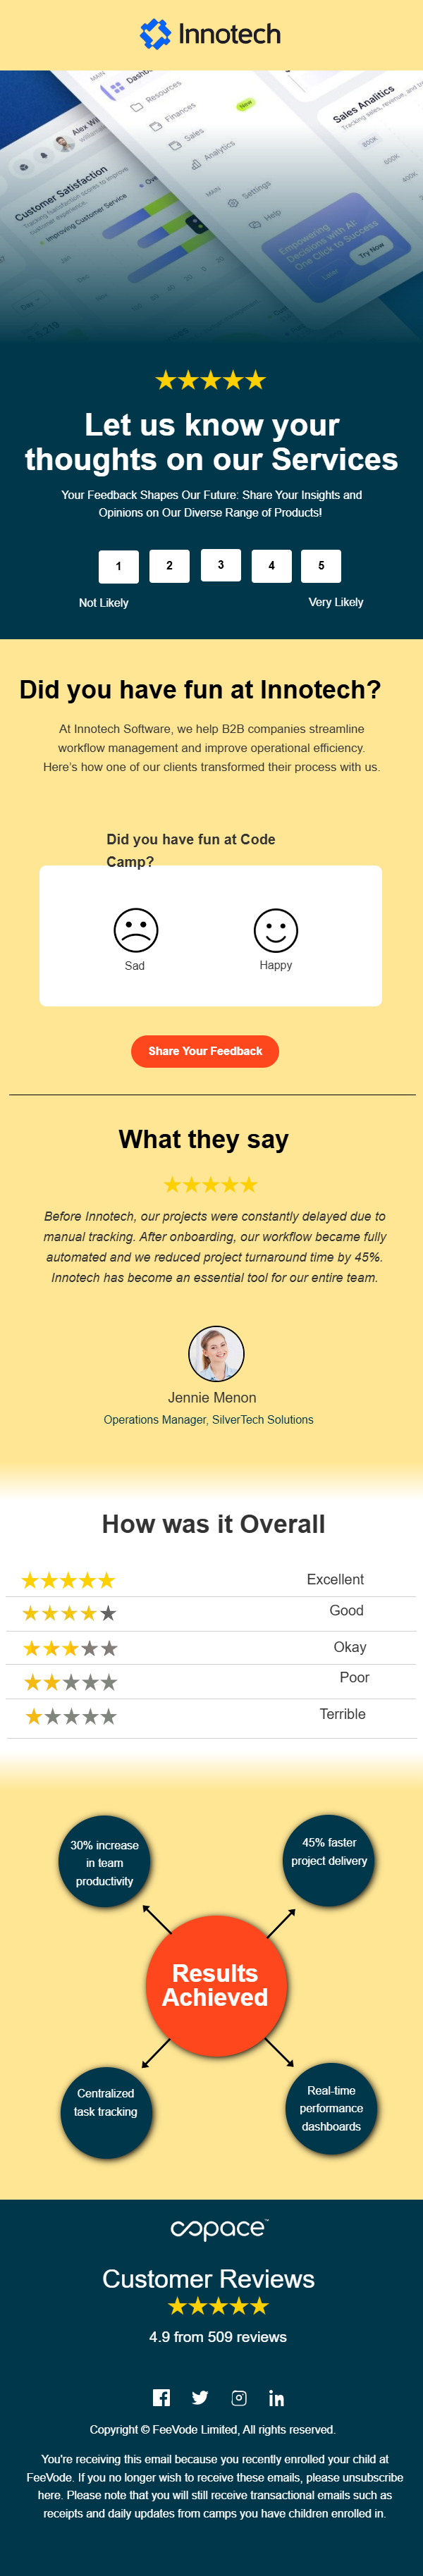 Innotech
MAIN
Dashb
Resources
Finances
New
Sales
Analytics
MAIN
Settings
Help
Alex Wil
Customer Satisfaction
Tracking satisfaction scores to improve
customer experience.
Improving Customer Service
Sales Analitics
Tracking sales, revenue, and
800K
600K
400K
Empowering
Decisions with AI:
One Click to Success
Later
Try Now
Let us know your
thoughts on our Services
Your Feedback Shapes Our Future: Share Your Insights and
Opinions on Our Diverse Range of Products!
1 2 3 4 5
Not Likely Very Likely
Did you have fun at Innotech?
At Innotech Software, we help B2B companies streamline
workflow management and improve operational efficiency.
Here's how one of our clients transformed their process with us.
Did you have fun at Code
Camp?
Sad Happy
Share Your Feedback
What they say
Before Innotech, our projects were constantly delayed due to
manual tracking. After onboarding, our workflow became fully
automated and we reduced project turnaround time by 45%.
Innotech has become an essential tool for our entire team.
Jennie Menon
Operations Manager, SilverTech Solutions
How was it Overall
Excellent
Good
Okay
Poor
Terrible
30% increase
in team
productivity
45% faster
project delivery
Results
Achieved
Centralized
task tracking
Real-time
performance
dashboards
copace™
Customer Reviews
4.9 from 509 reviews
Copyright © FeeVode Limited, All rights reserved.
You're receiving this email because you recently enrolled your child at
FeeVode. If you no longer wish to receive these emails, please unsubscribe
here. Please note that you will still receive transactional emails such as
receipts and daily updates from camps you have children enrolled in.